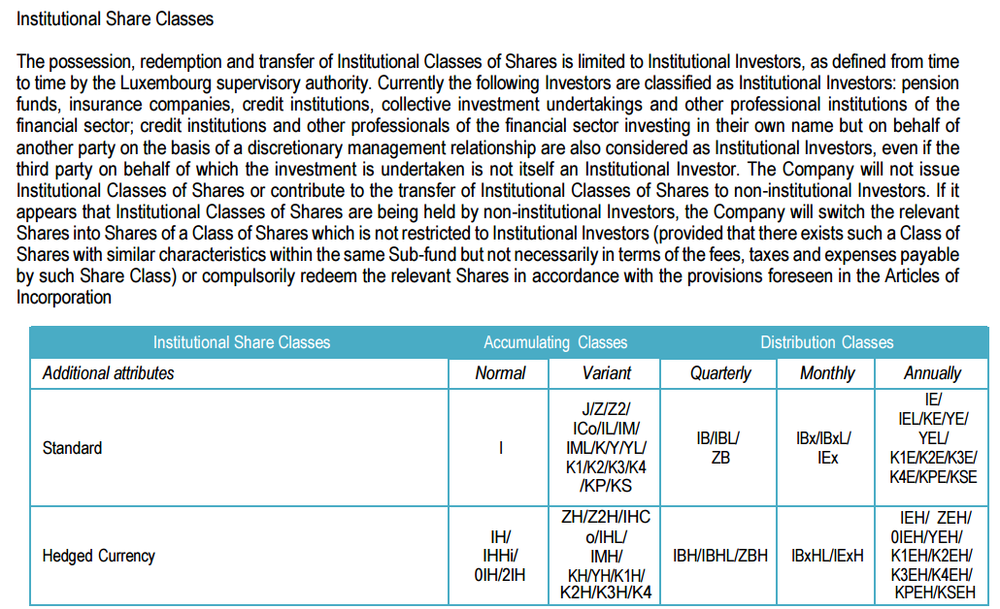 Institutional Share Classes
The possession, redemption and transfer of Institutional Classes of Shares is limited to Institutional Investors, as defined from time
to time by the Luxembourg supervisory authority. Currently the following Investors are classified as Institutional Investors: pension
funds, insurance companies, credit institutions, collective investment undertakings and other professional institutions of the
financial sector; credit institutions and other professionals of the financial sector investing in their own name but on behalf of
another party on the basis of a discretionary management relationship are also considered as Institutional Investors, even if the
third party on behalf of which the investment is undertaken is not itself an Institutional Investor. The Company will not issue
Institutional Classes of Shares or contribute to the transfer of Institutional Classes of Shares to non-institutional Investors. If it
appears that Institutional Classes of Shares are being held by non-institutional Investors, the Company will switch the relevant
Shares into Shares of a Class of Shares which is not restricted to Institutional Investors (provided that there exists such a Class of
Shares with similar characteristics within the same Sub-fund but not necessarily in terms of the fees, taxes and expenses payable
by such Share Class) or compulsorily redeem the relevant Shares in accordance with the provisions foreseen in the Articles of
Incorporation
Institutional Share Classes Accumulating Classes Distribution Classes
Additional attributes Normal Variant Quarterly Monthly Annually
Standard
I
J/Z/Z2/
ICo/IL/IM/
IML/K/Y/YL/
K1/K2/K3/K4
/KP/KS
IB/IBL/
ZB
IBx/IBxL/
IEx
IE/
IEL/KE/YE/
YEL/
K1E/K2E/K3E/
K4E/KPE/KSE
Hedged Currency
IH/
IHHi/
0IH/2IH
ZH/Z2H/IHC
o/IHL/
IMH/
KH/YH/K1H/
K2H/K3H/K4
IBH/IBHL/ZBH
IBxHL/IExH
IEH/ ZEH/
0IEH/YEH/
K1EH/K2EH/
K3EH/K4EH/
KPEH/KSEH